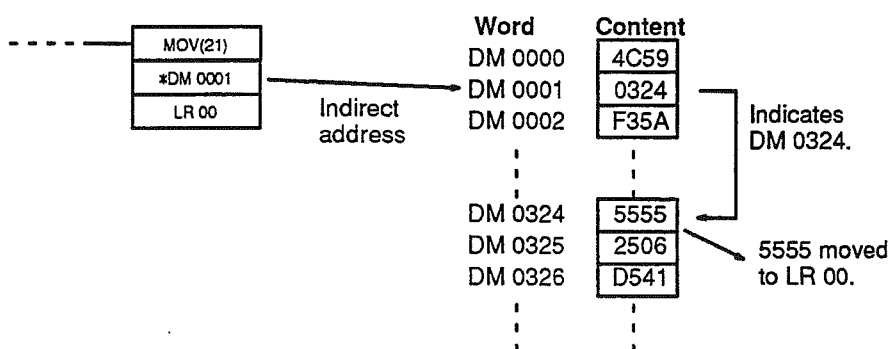 MOV(21)
*DM 0001
LR 00
Indirect
address
Word Content
DM 0000 4C59
DM 0001 0324
DM 0002 F35A
Indicates
DM 0324.
DM 0324 5555
DM 0325 2506
DM 0326 D541
5555 moved
to LR 00.